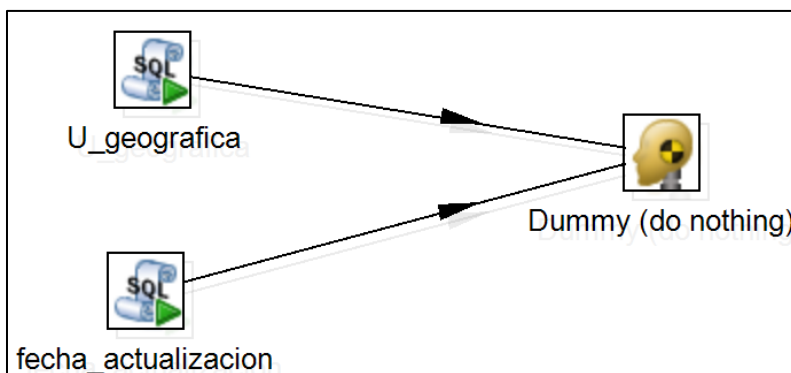 SQL
U_geografica
Dummy (do nothing)
SQL
fecha_actualizacion